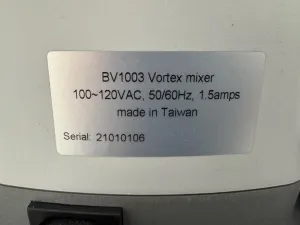 BV1003 Vortex mixer
100~120VAC, 50/60Hz, 1.5amps
made in Taiwan
Serial: 21010106